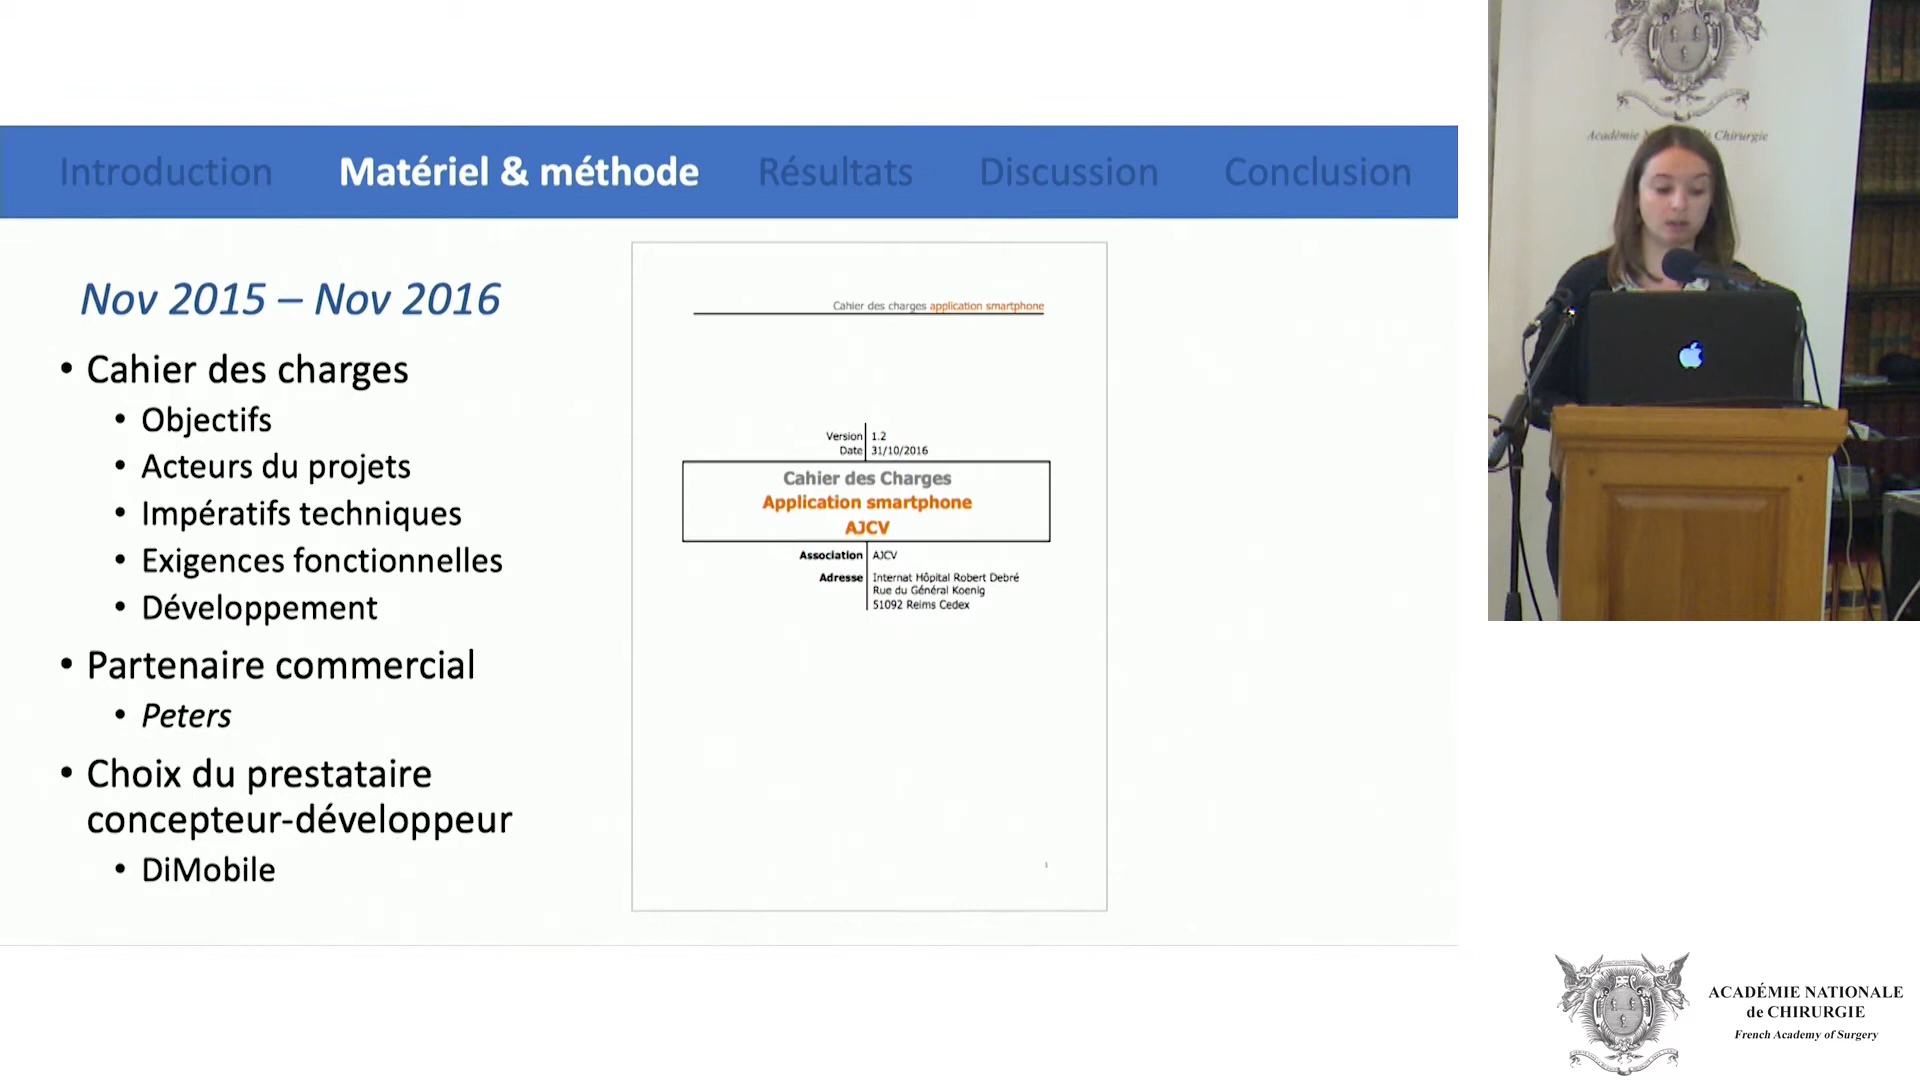 Introduction Matériel & méthode Résultats Discussion Conclusion
Nov 2015 – Nov 2016
• Cahier des charges
• Objectifs
• Acteurs du projets
• Impératifs techniques
• Exigences fonctionnelles
• Développement
• Partenaire commercial
• Peters
• Choix du prestataire
concepteur-développeur
• DiMobile
Cahier des charges application smartphone
Version 1.2
Date 31/10/2016
Cahier des Charges
Application smartphone
AJCV
Association AJCV
Adresse Internat Hôpital Robert Debré
Rue du Général Koenig
51092 Reims Cedex
1
Chirurgie
ACADÉMIE NATIONALE
de CHIRURGIE
French Academy of Surgery